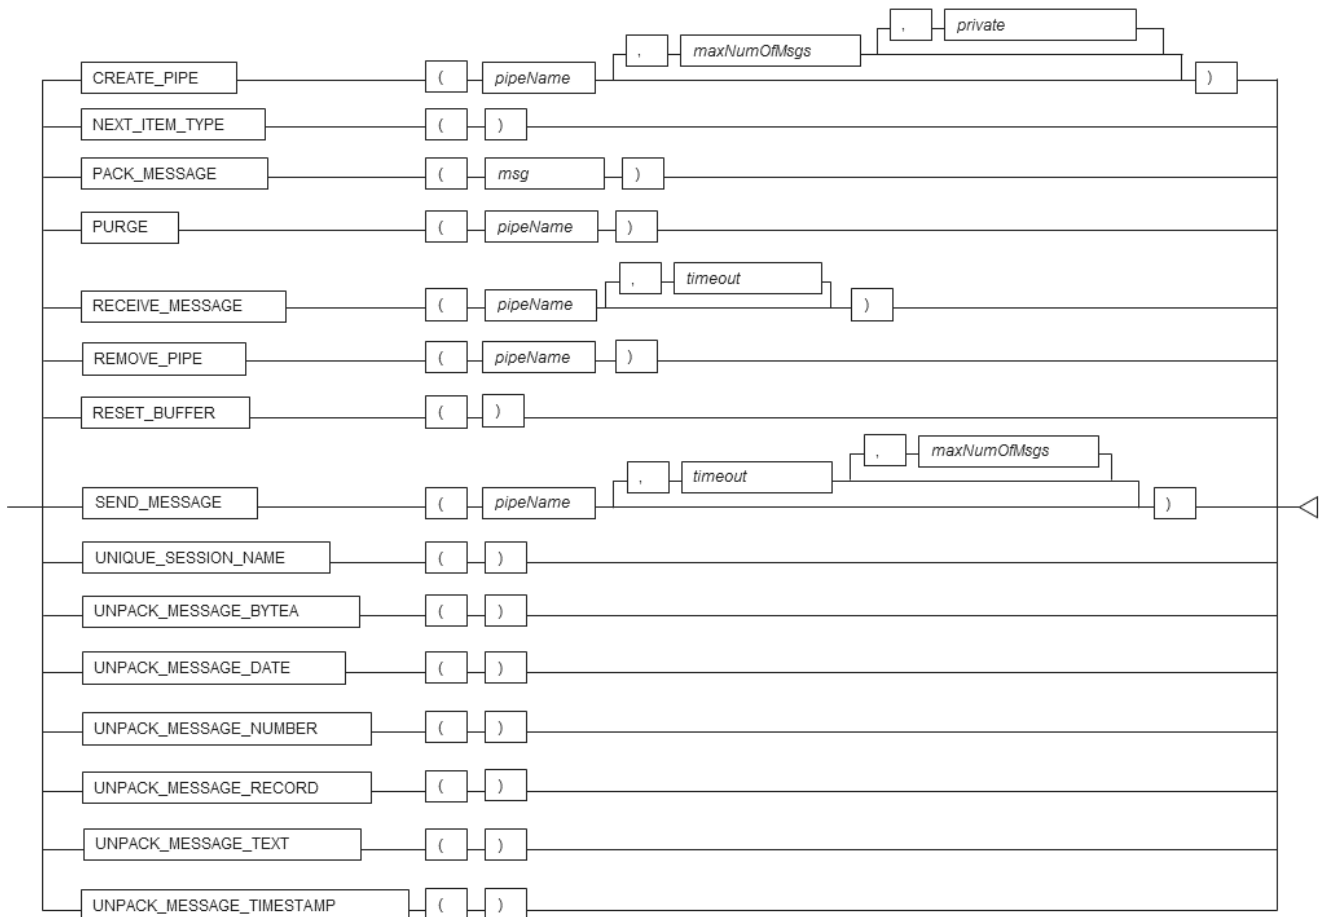 , private
, maxNumOfMsgs
CREATE_PIPE ( pipeName )
NEXT_ITEM_TYPE ( )
PACK_MESSAGE ( msg )
PURGE ( pipeName )
, timeout
RECEIVE_MESSAGE ( pipeName )
REMOVE_PIPE ( pipeName )
RESET_BUFFER ( )
, maxNumOfMsgs
, timeout
SEND_MESSAGE ( pipeName )
UNIQUE_SESSION_NAME ( )
UNPACK_MESSAGE_BYTEA ( )
UNPACK_MESSAGE_DATE ( )
UNPACK_MESSAGE_NUMBER ( )
UNPACK_MESSAGE_RECORD ( )
UNPACK_MESSAGE_TEXT ( )
UNPACK_MESSAGE_TIMESTAMP ( )